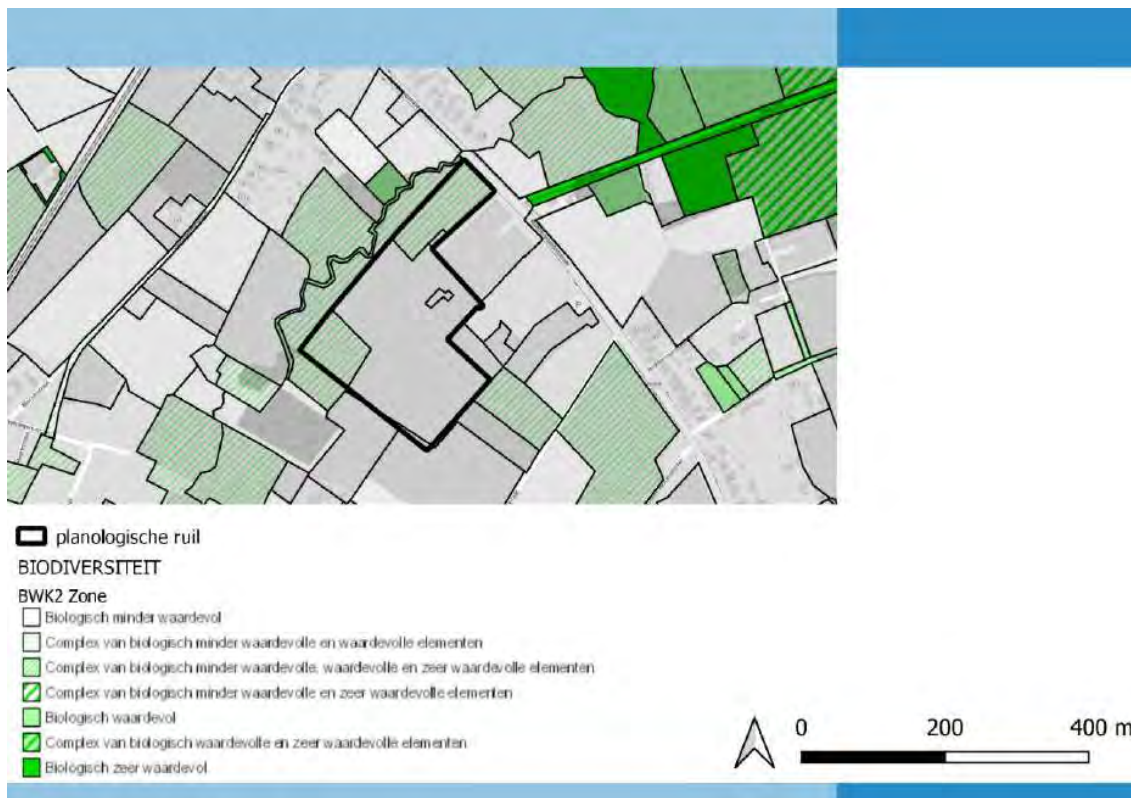 planologische ruil
BIODIVERSITEIT
BWK2 Zone
Biologisch minder waardevol
Complex van biologisch minder waardevolle en waardevolle elementen
Complex van biologisch minder waardevolle, waardevolle en zeer waardevolle elementen
Complex van biologisch minder waardevolle en zeer waardevolle elementen
Biologisch waardevol
Complex van biologisch waardevolle en zeer waardevolle elementen
Biologisch zeer waardevol
0 200 400 m